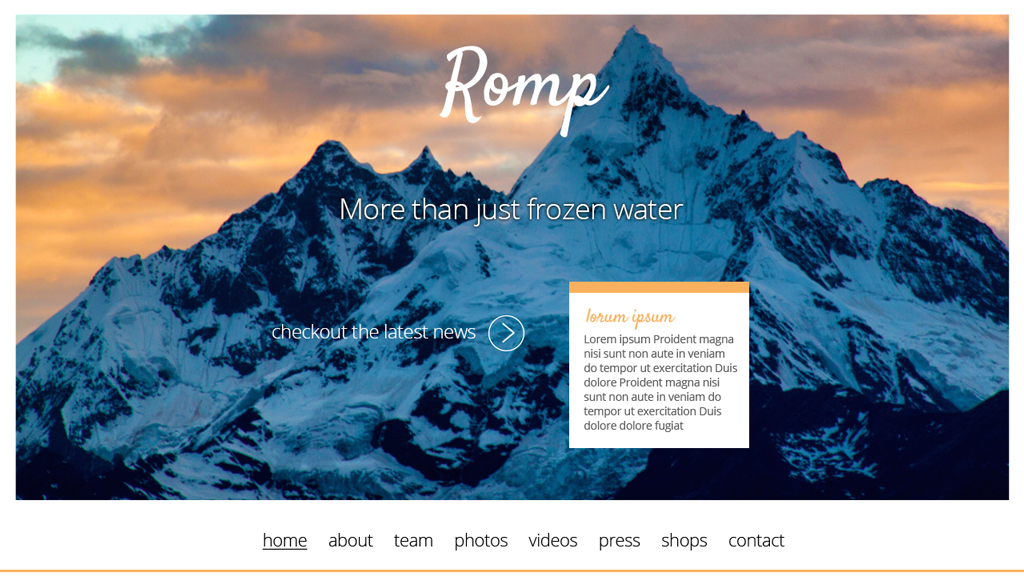 Romp
More than just frozen water
checkout the latest news
lorum ipsum
Lorem ipsum Proident magna
nisi sunt non aute in veniam
do tempor ut exercitation Duis
dolore Proident magna nisi
sunt non aute in veniam do
tempor ut exercitation Duis
dolore dolore fugiat
home about team photos videos press shops contact